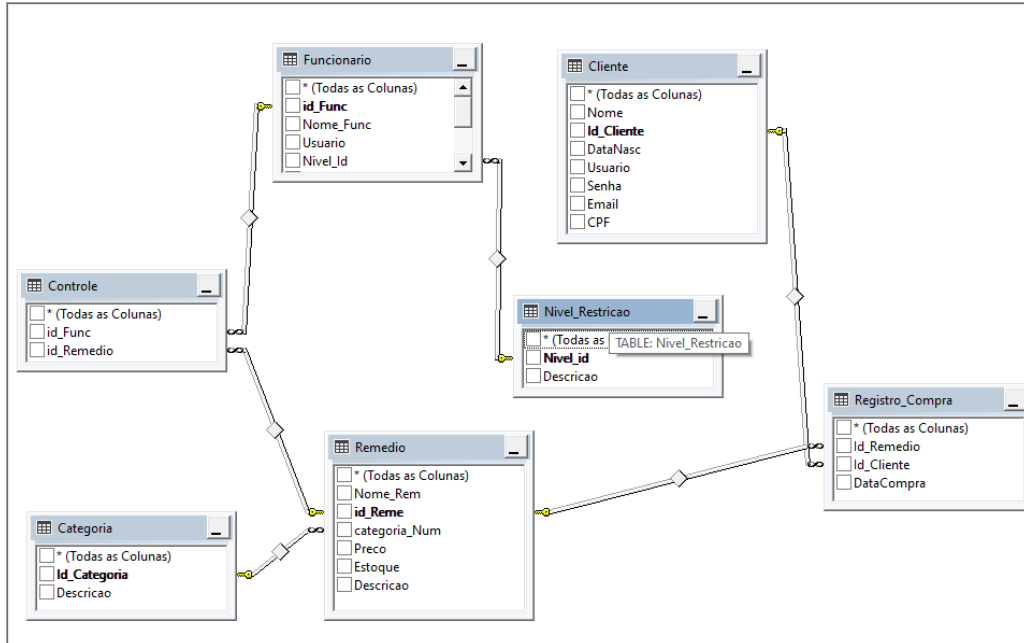 Funcionario
* (Todas as Colunas)
id_Func
Nome_Func
Usuario
Nivel_Id
Cliente
* (Todas as Colunas)
Nome
Id_Cliente
DataNasc
Usuario
Senha
Email
CPF
Controle
* (Todas as Colunas)
id_Func
id_Remedio
Nivel_Restricao
* (Todas as
TABLE: Nivel_Restricao
Nivel_id
Descricao
Registro_Compra
* (Todas as Colunas)
Id_Remedio
Id_Cliente
DataCompra
Remedio
* (Todas as Colunas)
Nome_Rem
id_Reme
categoria_Num
Preco
Estoque
Descricao
Categoria
* (Todas as Colunas)
Id_Categoria
Descricao